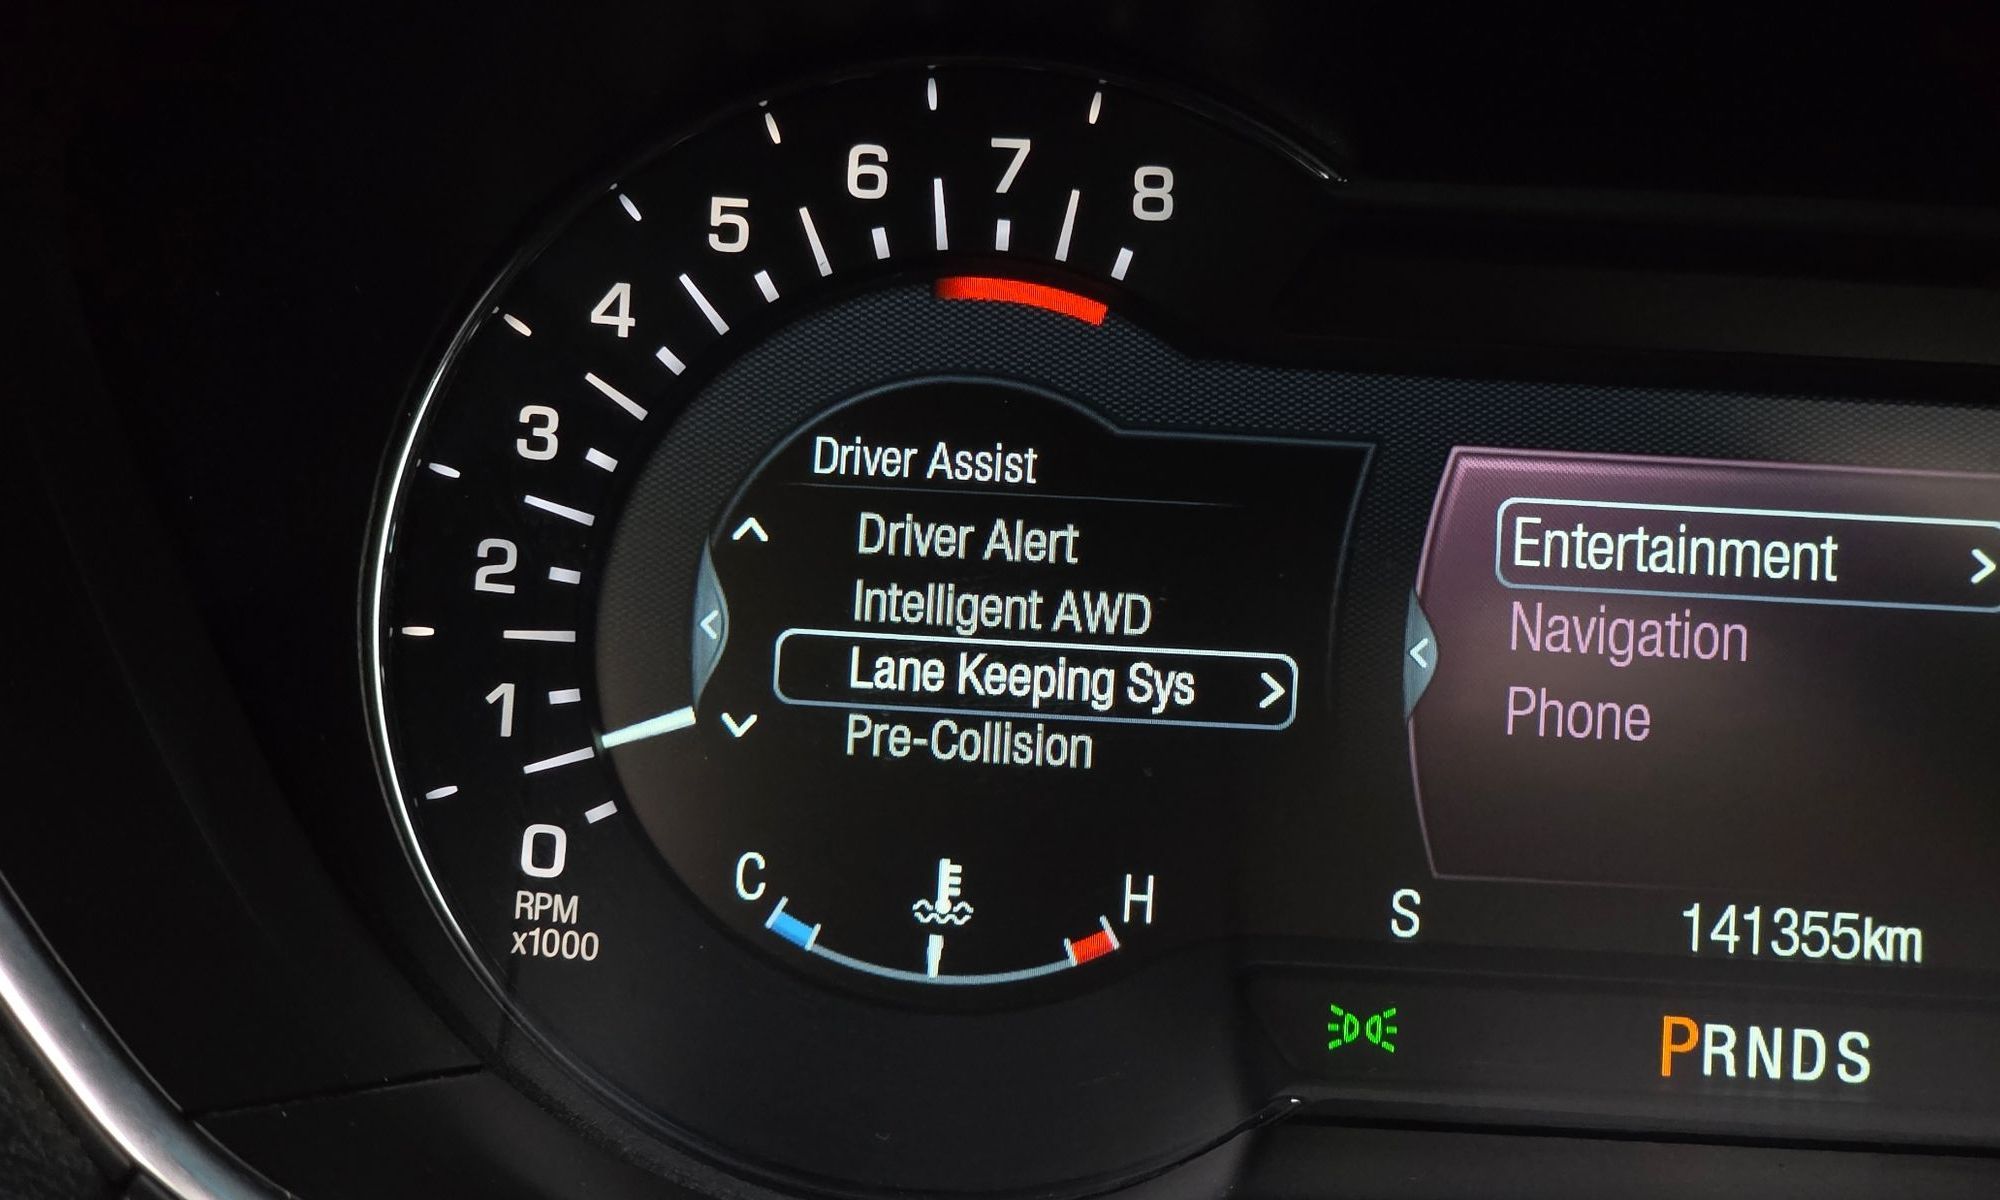 8
7
6
5
4
3
2
1
0
RPM
x1000
Driver Assist
Driver Alert
Intelligent AWD
Lane Keeping Sys
Pre-Collision
C
H
Entertainment
Navigation
Phone
S
141355km
PRNDS